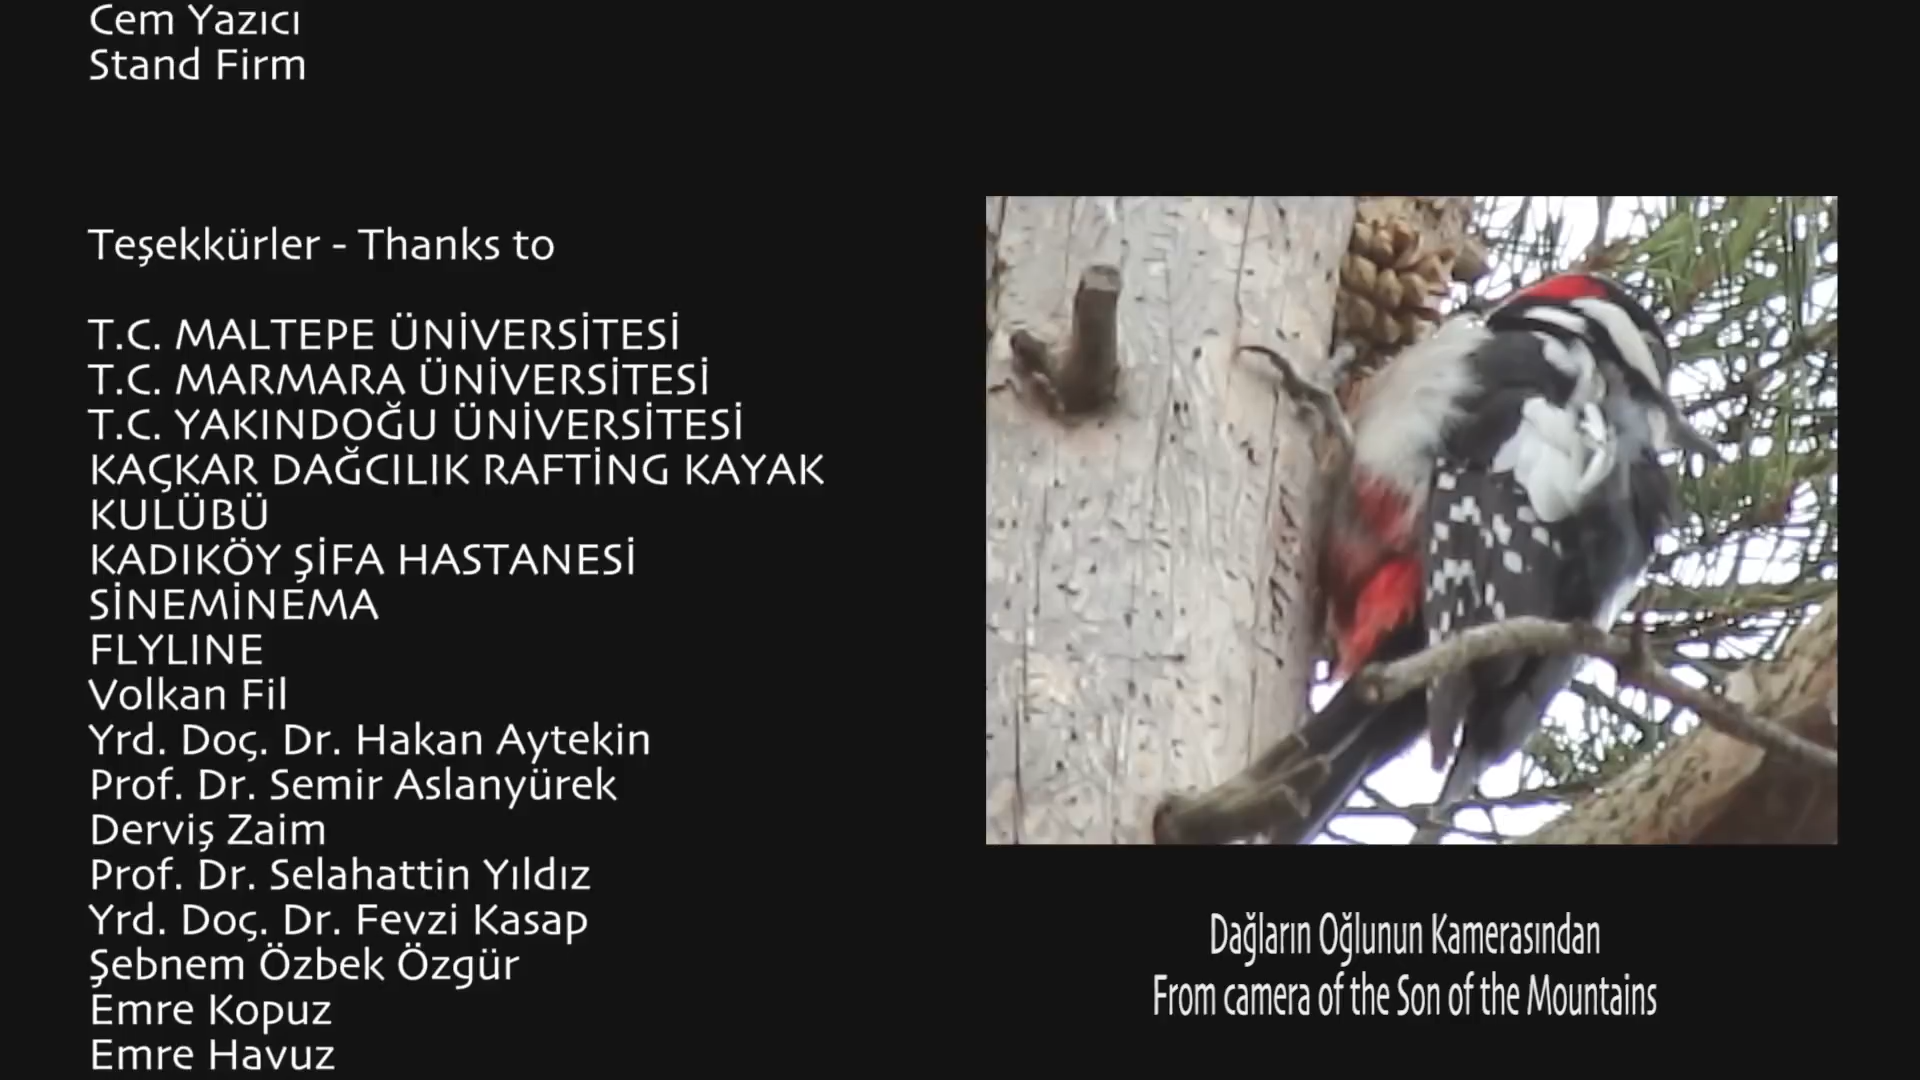 Cem Yazıcı
Stand Firm
Teşekkürler - Thanks to
T.C. MALTEPE ÜNİVERSİTESİ
T.C. MARMARA ÜNİVERSİTESİ
T.C. YAKINDOĞU ÜNİVERSİTESİ
KAÇKAR DAĞCILIK RAFTİNG KAYAK
KULÜBÜ
KADIKÖY ŞİFA HASTANESİ
SİNEMİNEMA
FLYLINE
Volkan Fil
Yrd. Doç. Dr. Hakan Aytekin
Prof. Dr. Semir Aslanyürek
Derviş Zaim
Prof. Dr. Selahattin Yıldız
Yrd. Doç. Dr. Fevzi Kasap
Şebnem Özbek Özgür
Emre Kopuz
Emre Havuz
Dağların Oğlunun Kamerasından
From camera of the Son of the Mountains